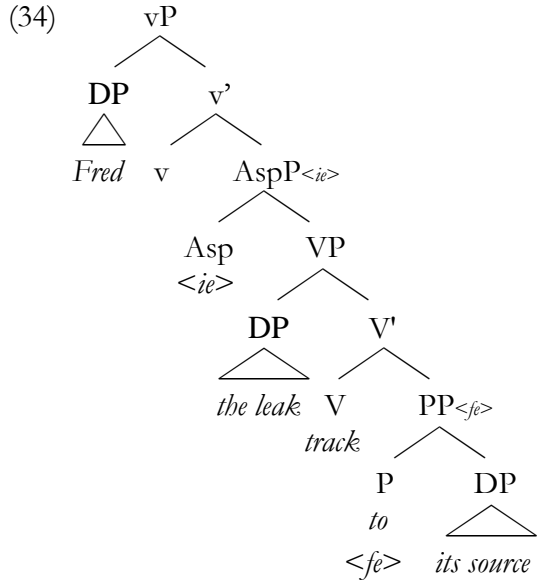 (34) vP
DP v’
Fred v AspP<ie>
Asp VP
<ie>
DP V'
the leak V PP<fe>
track
P DP
to
<fe> its source